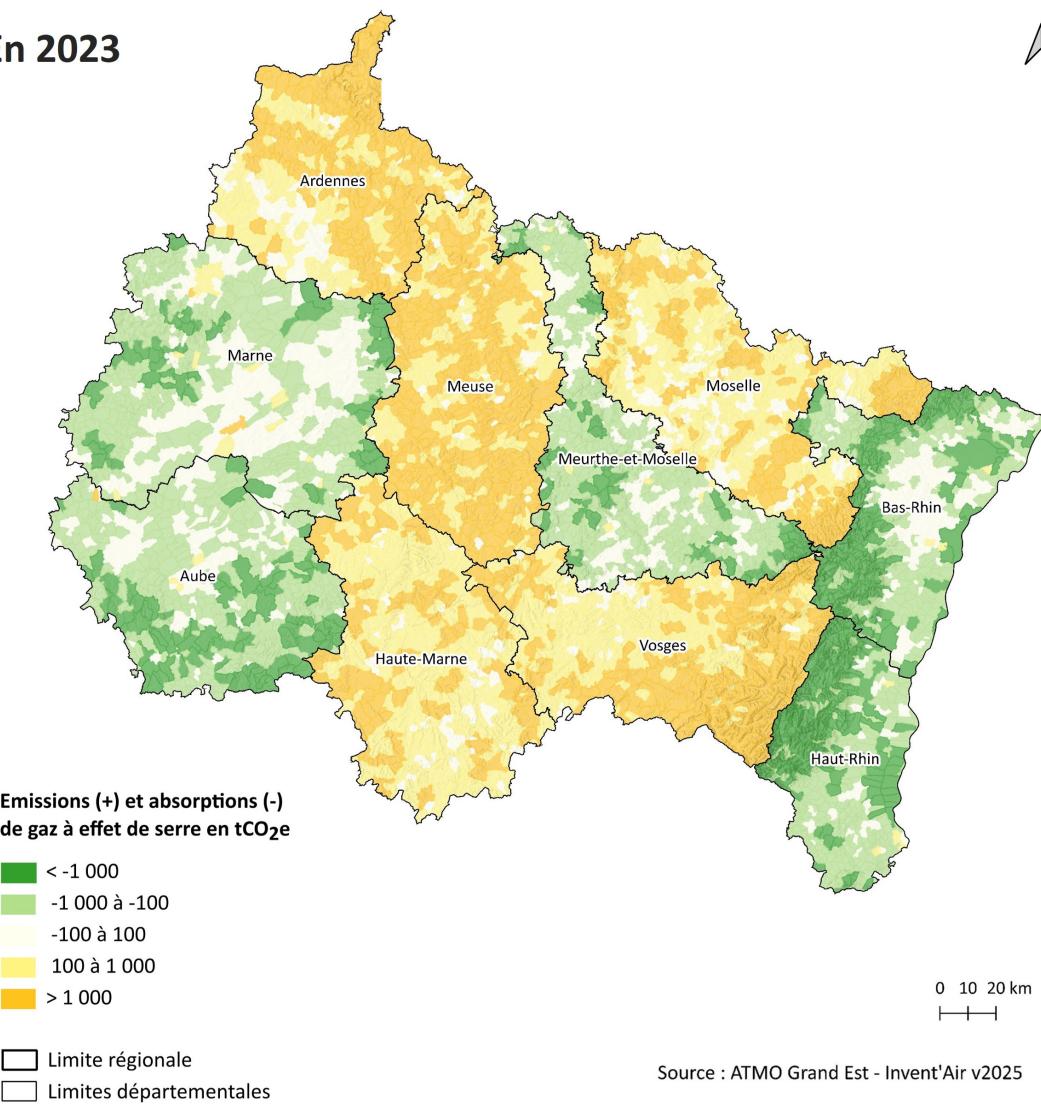 En 2023
Ardennes
Marne
Meuse
Moselle
Meurthe-et-Moselle
Bas-Rhin
Aube
Vosges
Haute-Marne
Haut-Rhin
Emissions (+) et absorptions (-)
de gaz à effet de serre en tCO2e
< -1 000
-1 000 à -100
-100 à 100
100 à 1 000
> 1 000
0 10 20 km
Limite régionale
Limites départementales
Source : ATMO Grand Est - Invent'Air v2025